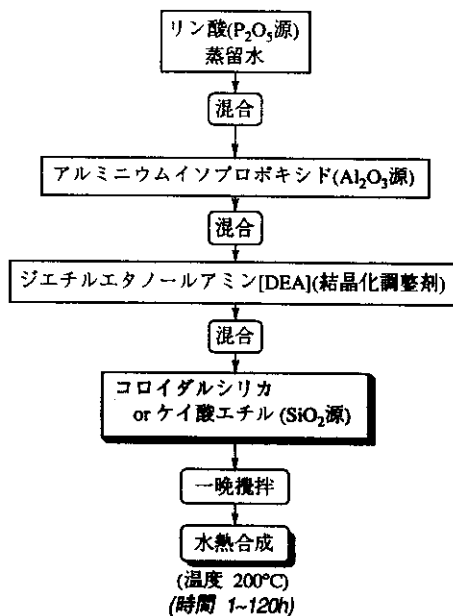 リン酸(P₂O₅源)
蒸留水
混合
アルミニウムイソプロポキシド(Al₂O₃源)
混合
ジエチルエタノールアミン[DEA](結晶化調整剤)
混合
コロイダルシリカ
or ケイ酸エチル (SiO₂源)
一晩攪拌
水熱合成
(温度 200°C)
(時間 1~120h)